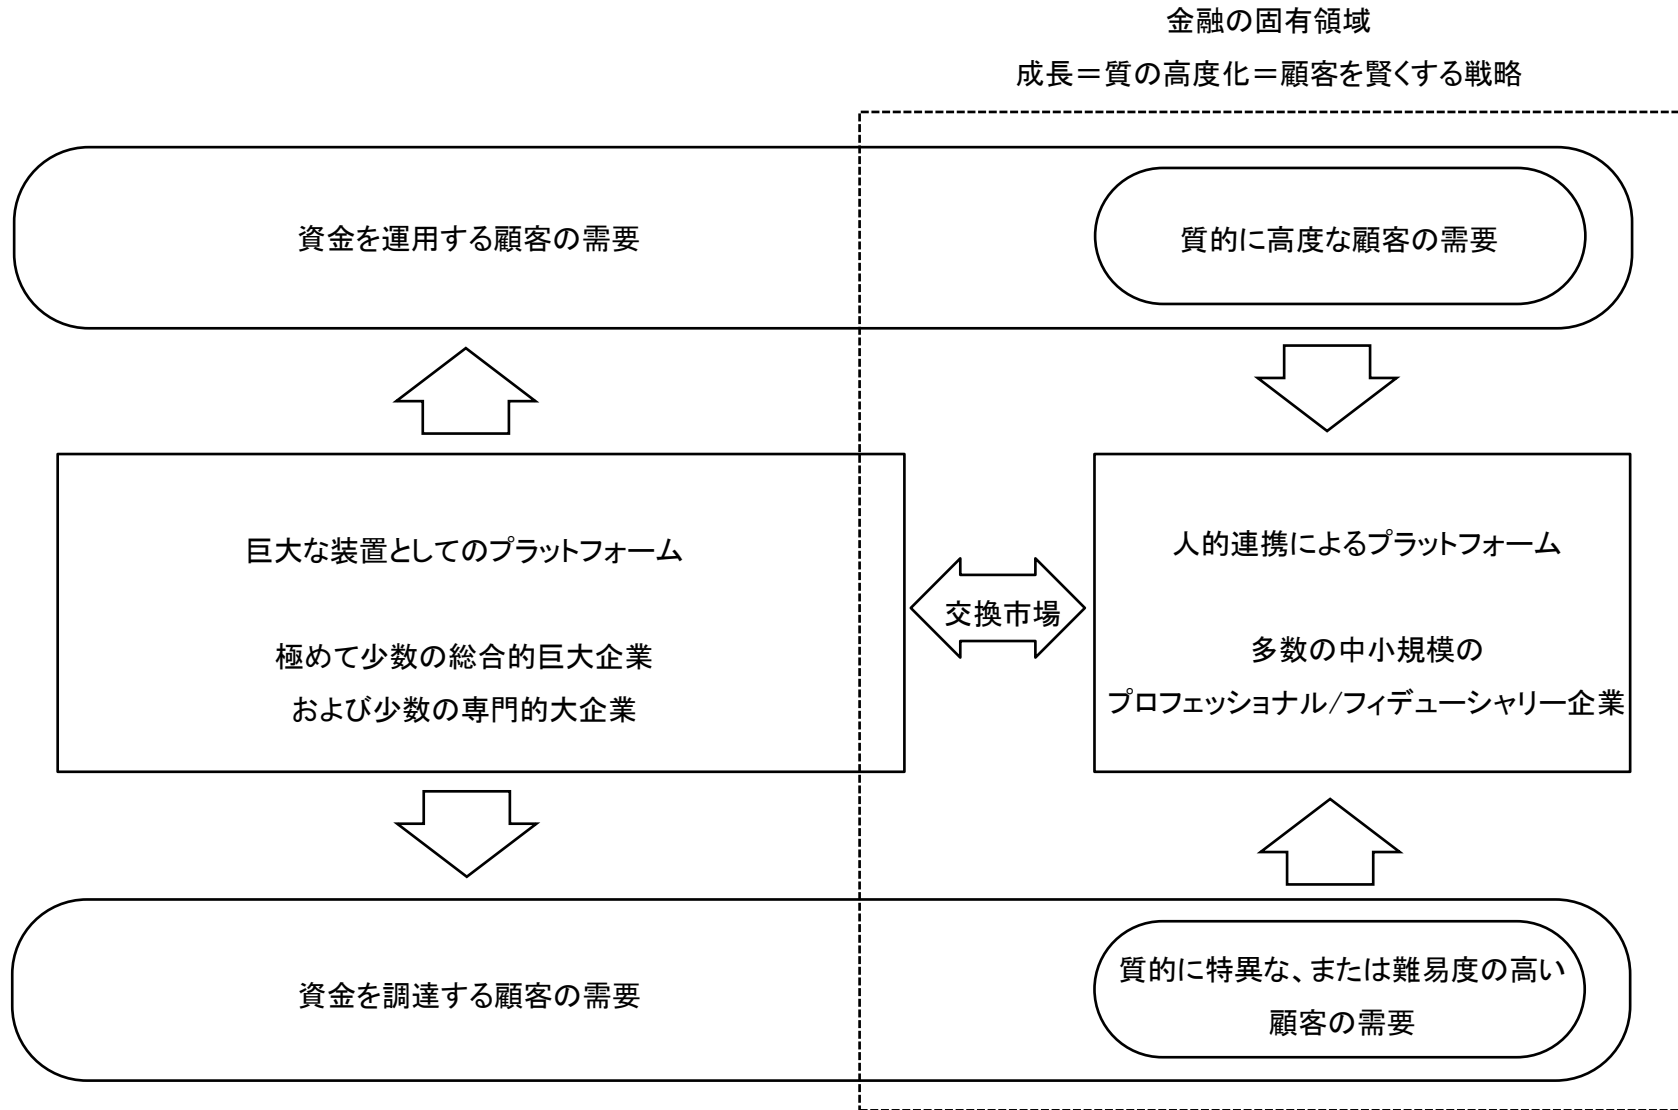 金融の固有領域
成長＝質の高度化＝顧客を賢くする戦略
資金を運用する顧客の需要
質的に高度な顧客の需要
巨大な装置としてのプラットフォーム
極めて少数の総合的巨大企業
および少数の専門的大企業
交換市場
人的連携によるプラットフォーム
多数の中小規模の
プロフェッショナル/フィデューシャリー企業
資金を調達する顧客の需要
質的に特異な、または難易度の高い
顧客の需要